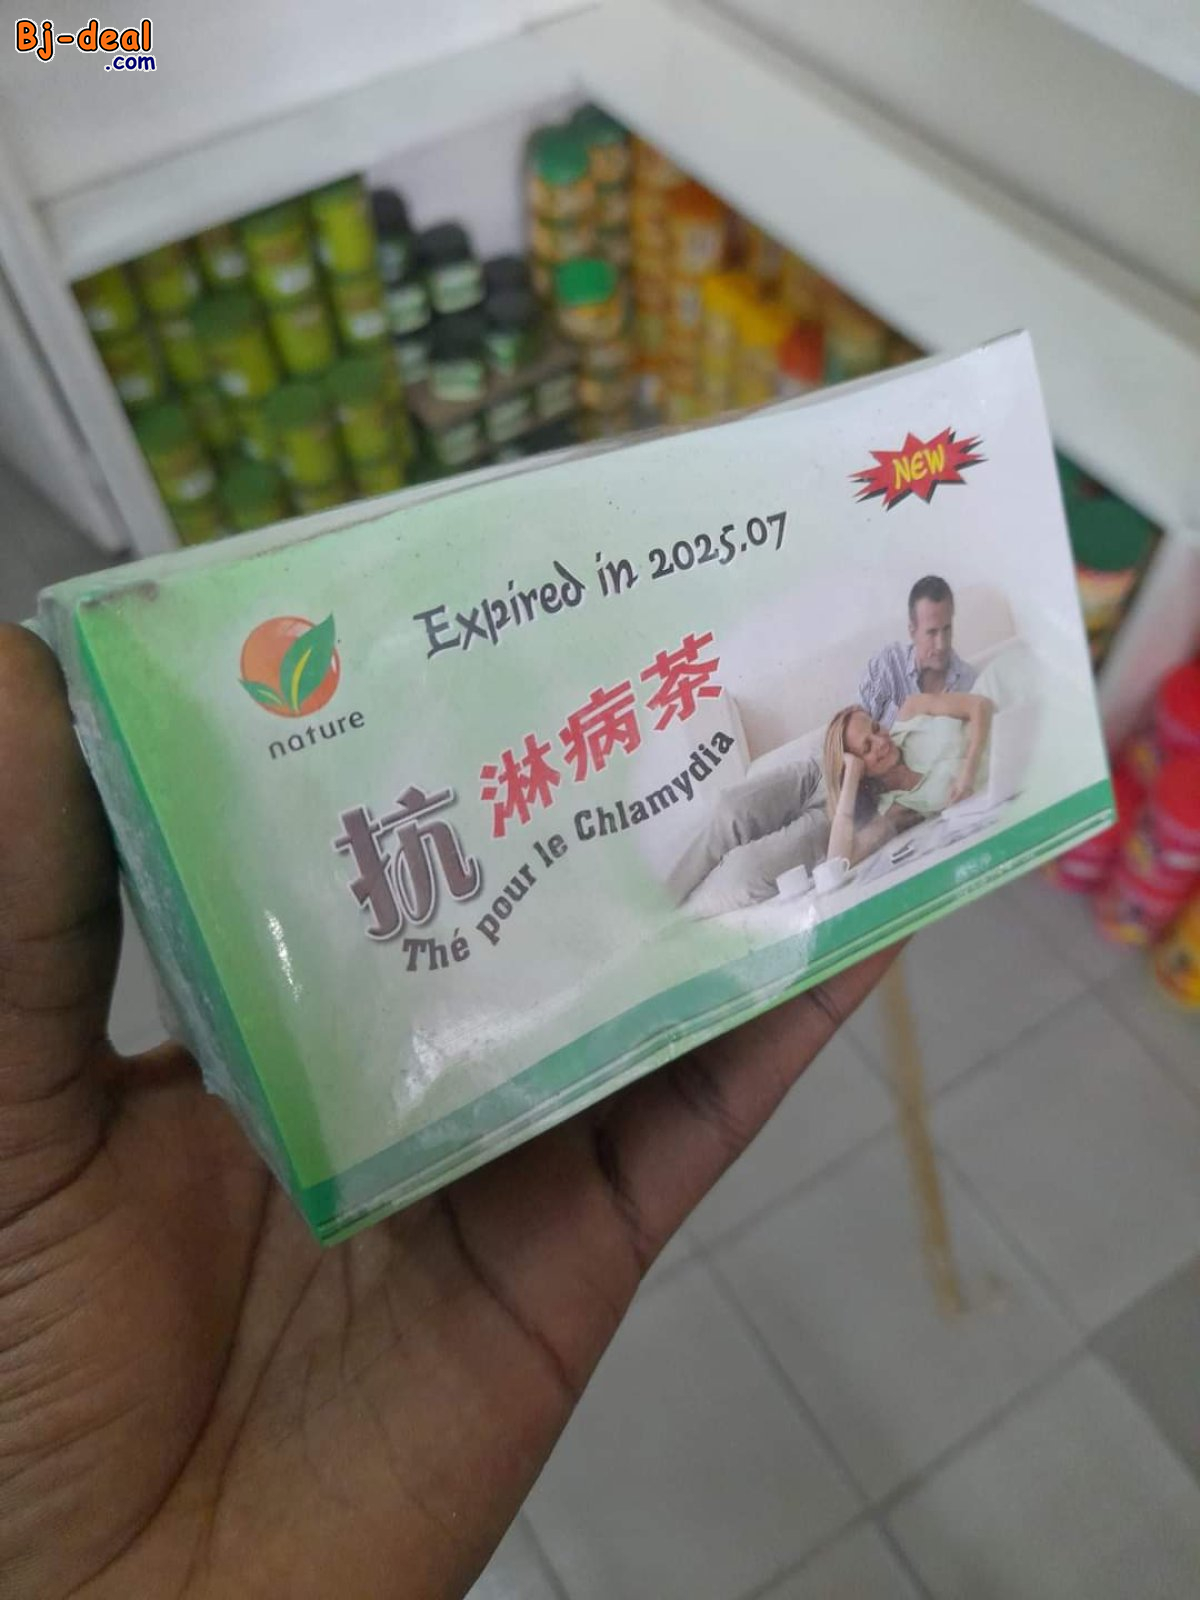 Bj-deal
.com
NEW
Expired in 2025.07
nature
抗淋病茶
Thé pour le Chlamydia